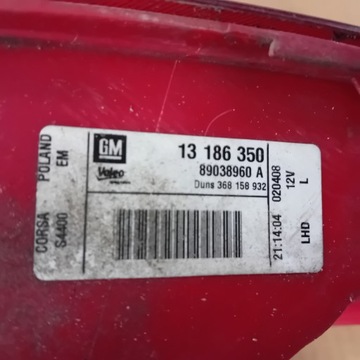 CORSA POLAND
S4400 EM
GM
Valeo
13 186 350
89038960 A
Duns 368 158 932
21:14:04 020408
LHD 12V L